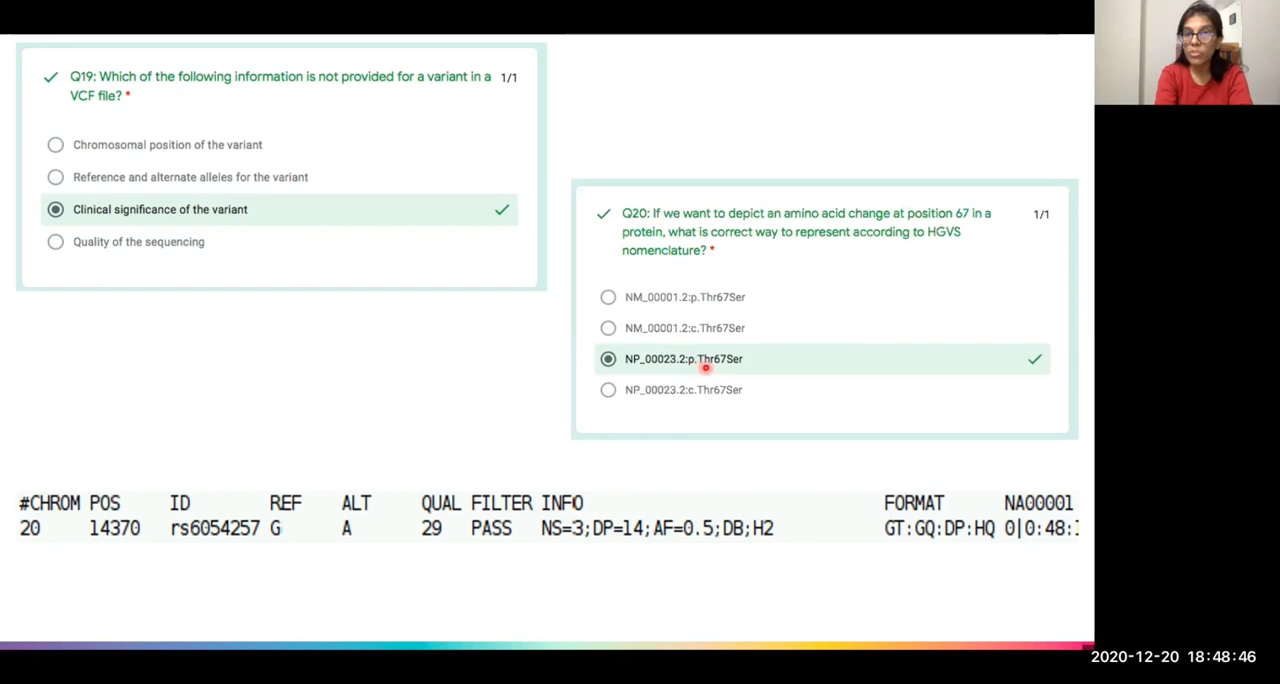 Q19: Which of the following information is not provided for a variant in a 1/1
VCF file? *
Chromosomal position of the variant
Reference and alternate alleles for the variant
Clinical significance of the variant
Quality of the sequencing
Q20: If we want to depict an amino acid change at position 67 in a 1/1
protein, what is correct way to represent according to HGVS
nomenclature? *
NM_00001.2:p.Thr67Ser
NM_00001.2:c.Thr67Ser
NP_00023.2:p.Thr67Ser
NP_00023.2:c.Thr67Ser
#CHROM POS ID REF ALT QUAL FILTER INFO FORMAT NA00001
20 14370 rs6054257 G A 29 PASS NS=3;DP=14;AF=0.5;DB;H2 GT:GQ:DP:HQ 0|0:48:
2020-12-20 18:48:46